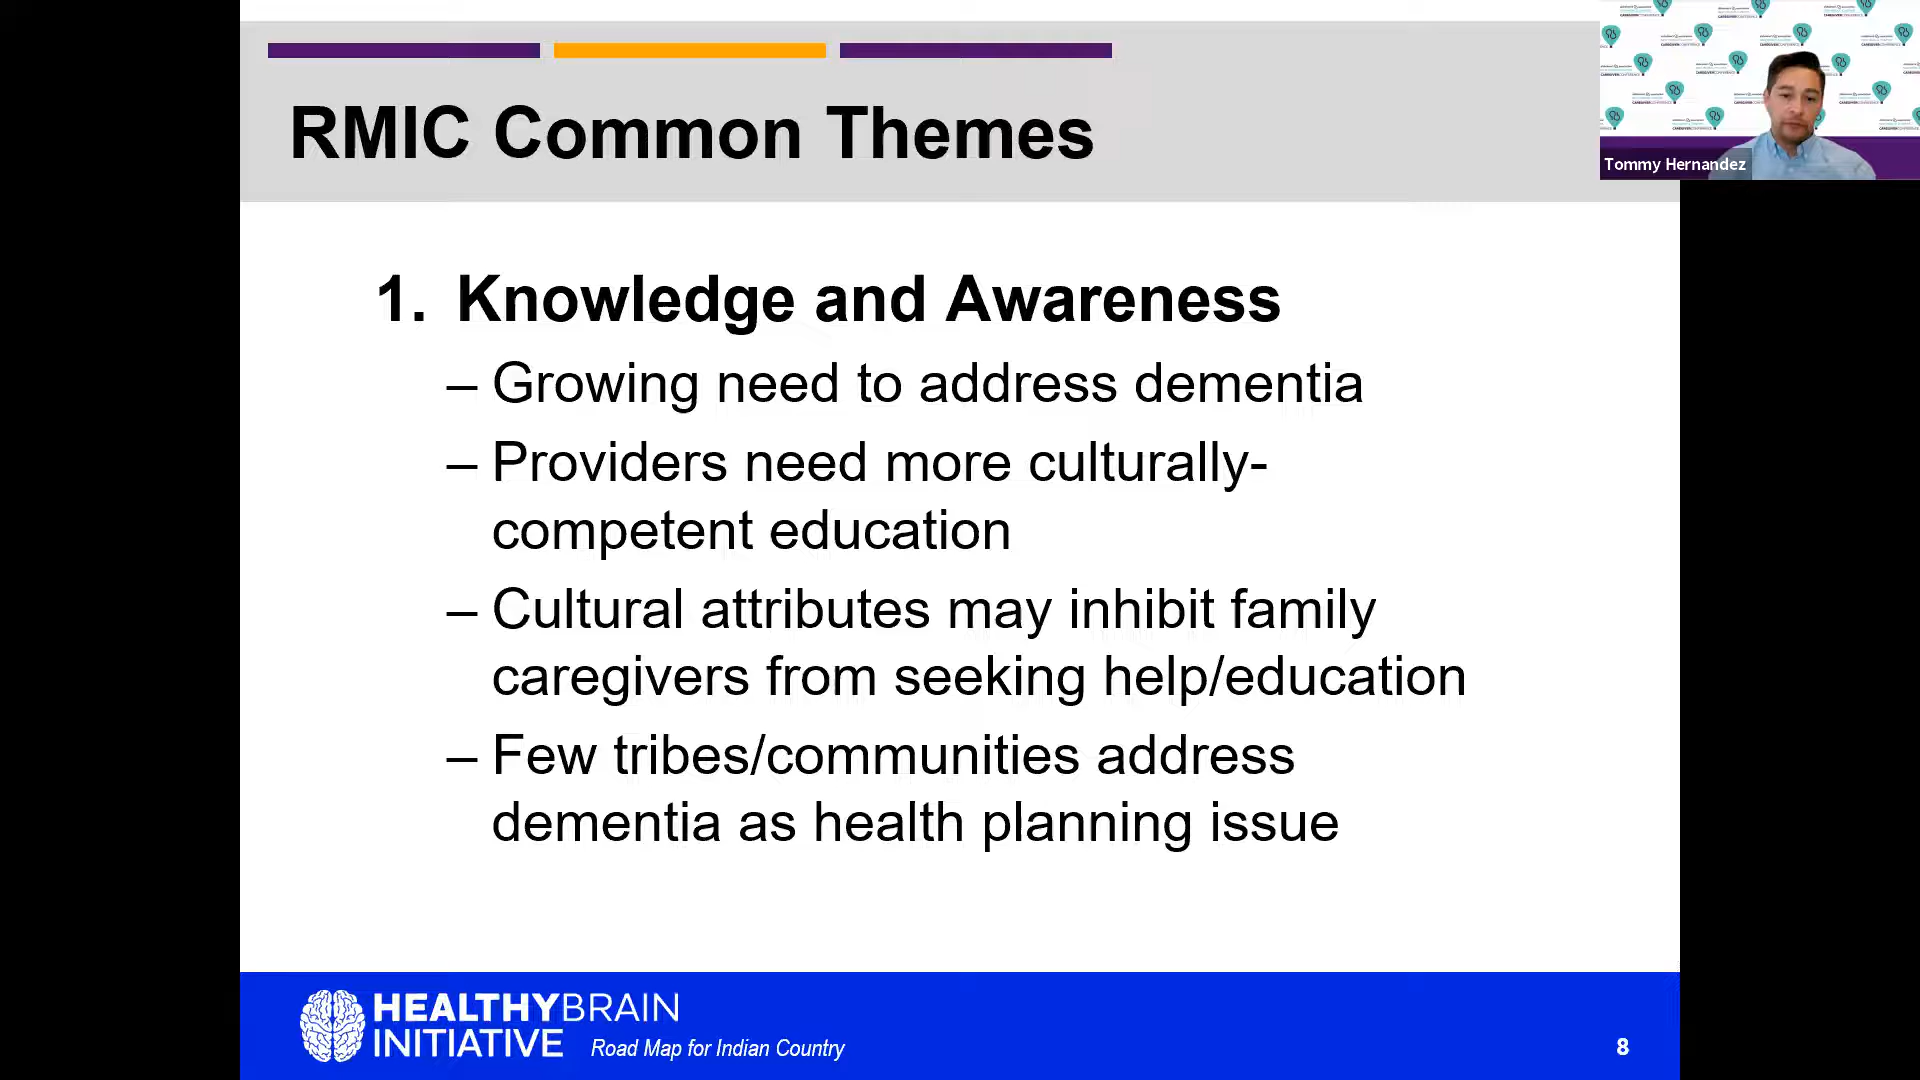 RMIC Common Themes
Tommy Hernandez
1. Knowledge and Awareness
– Growing need to address dementia
– Providers need more culturally-
competent education
– Cultural attributes may inhibit family
caregivers from seeking help/education
– Few tribes/communities address
dementia as health planning issue
HEALTHYBRAIN
INITIATIVE Road Map for Indian Country
8